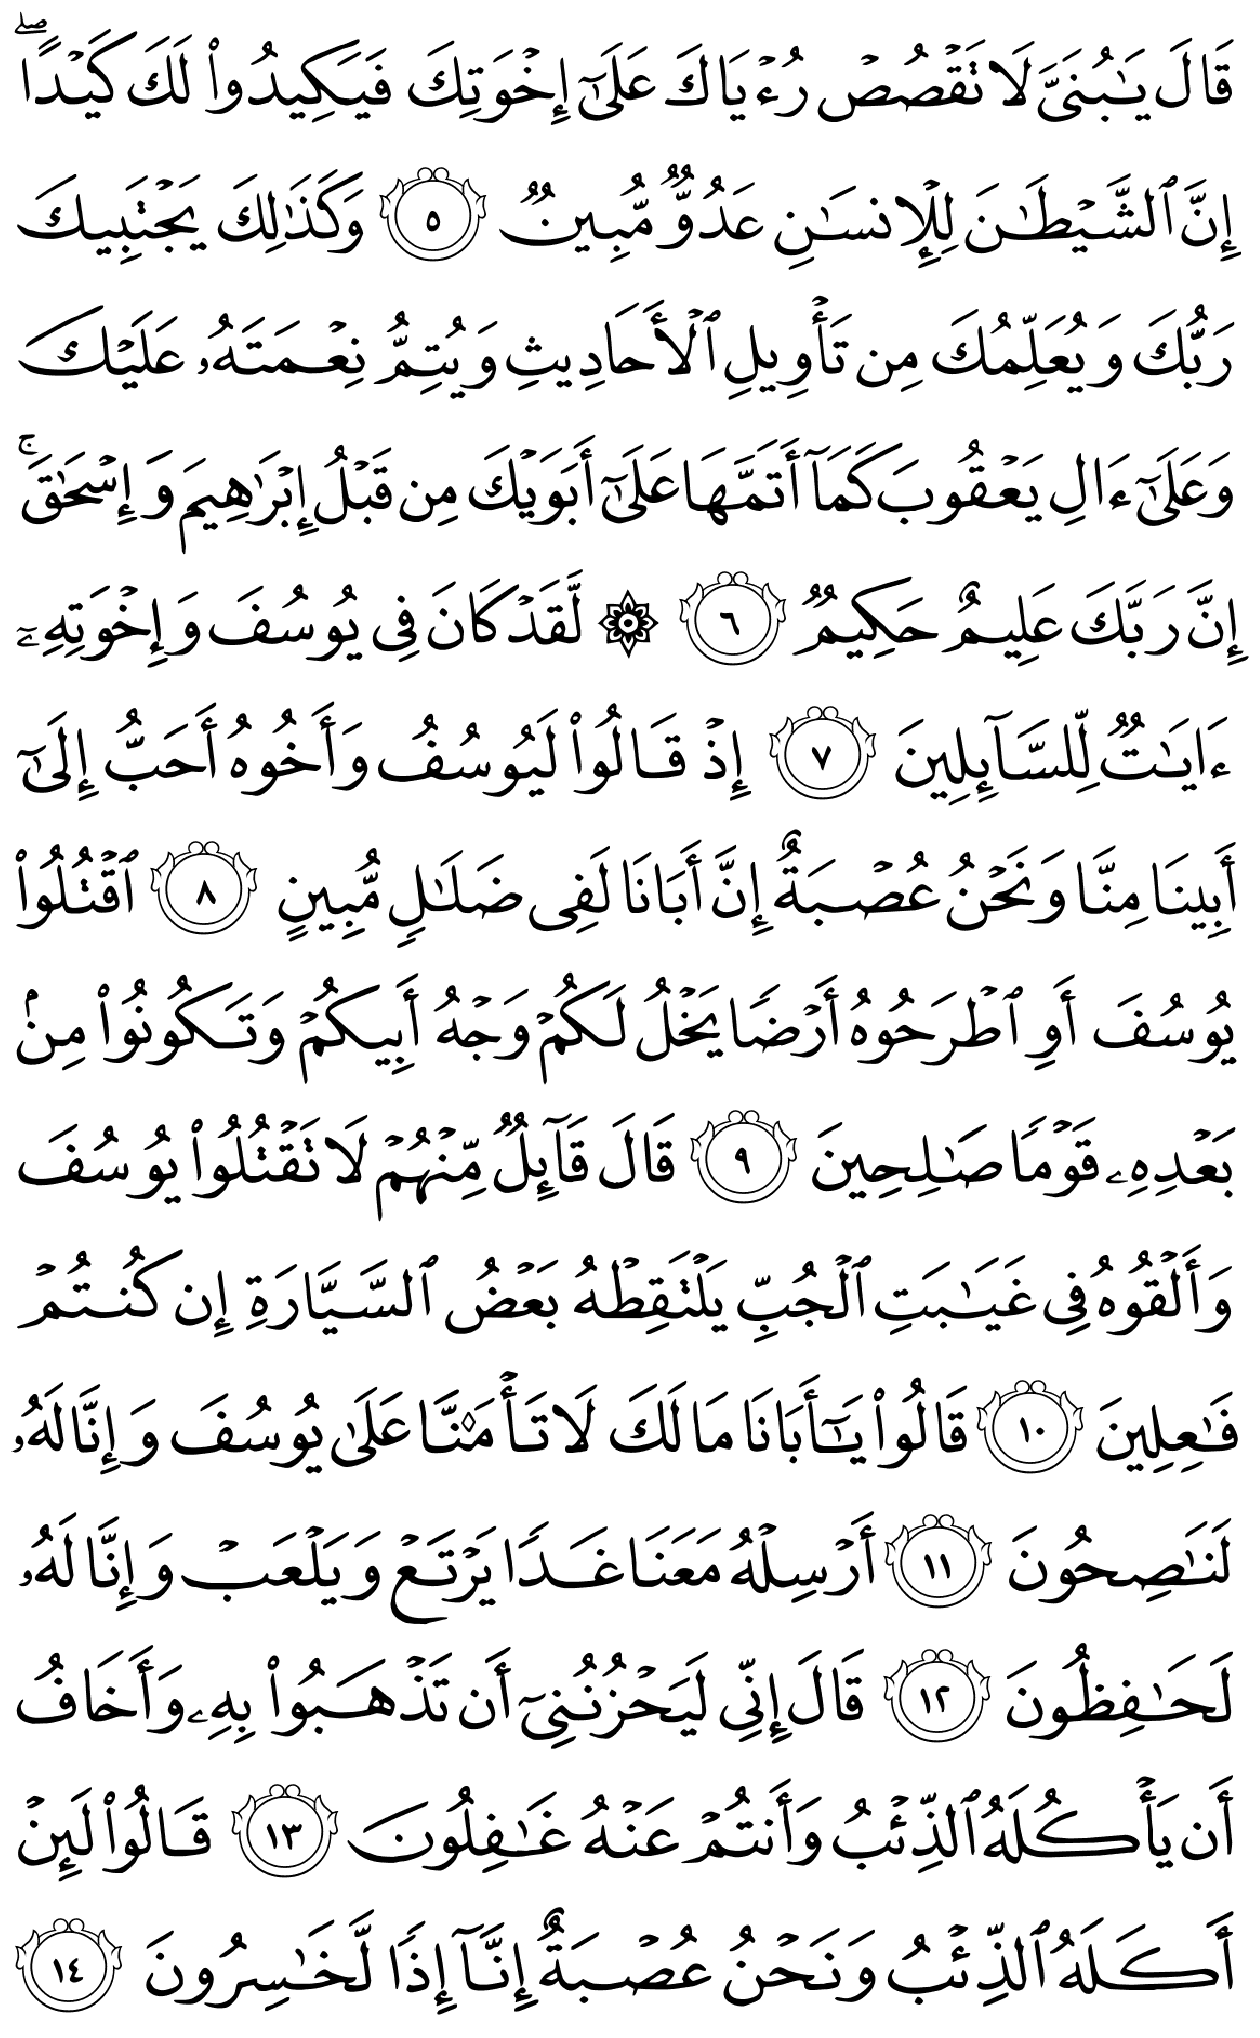 قَالَ يَٰبُنَىَّ لَا تَقْصُصْ رُءْيَاكَ عَلَىٰٓ إِخْوَتِكَ فَيَكِيدُوا۟ لَكَ كَيْدًا ۖ
إِنَّ ٱلشَّيْطَٰنَ لِلْإِنسَٰنِ عَدُوٌّ مُّبِينٌ ٥ وَكَذَٰلِكَ يَجْتَبِيكَ
رَبُّكَ وَيُعَلِّمُكَ مِن تَأْوِيلِ ٱلْأَحَادِيثِ وَيُتِمُّ نِعْمَتَهُۥ عَلَيْكَ
وَعَلَىٰٓ ءَالِ يَعْقُوبَ كَمَآ أَتَمَّهَا عَلَىٰٓ أَبَوَيْكَ مِن قَبْلُ إِبْرَٰهِيمَ وَإِسْحَٰقَ ۚ
إِنَّ رَبَّكَ عَلِيمٌ حَكِيمٌ ٦ ۞ لَّقَدْ كَانَ فِى يُوسُفَ وَإِخْوَتِهِۦٓ
ءَايَٰتٌ لِّلسَّآئِلِينَ ٧ إِذْ قَالُوا۟ لَيُوسُفُ وَأَخُوهُ أَحَبُّ إِلَىٰٓ
أَبِينَا مِنَّا وَنَحْنُ عُصْبَةٌ إِنَّ أَبَانَا لَفِى ضَلَٰلٍ مُّبِينٍ ٨ ٱقْتُلُوا۟
يُوسُفَ أَوِ ٱطْرَحُوهُ أَرْضًا يَخْلُ لَكُمْ وَجْهُ أَبِيكُمْ وَتَكُونُوا۟ مِنۢ
بَعْدِهِۦ قَوْمًا صَٰلِحِينَ ٩ قَالَ قَآئِلٌ مِّنْهُمْ لَا تَقْتُلُوا۟ يُوسُفَ
وَأَلْقُوهُ فِى غَيَٰبَتِ ٱلْجُبِّ يَلْتَقِطْهُ بَعْضُ ٱلسَّيَّارَةِ إِن كُنتُمْ
فَٰعِلِينَ ١٠ قَالُوا۟ يَٰٓأَبَانَا مَا لَكَ لَا تَأْمَ۫نَّا عَلَىٰ يُوسُفَ وَإِنَّا لَهُۥ
لَنَٰصِحُونَ ١١ أَرْسِلْهُ مَعَنَا غَدًا يَرْتَعْ وَيَلْعَبْ وَإِنَّا لَهُۥ
لَحَٰفِظُونَ ١٢ قَالَ إِنِّى لَيَحْزُنُنِىٓ أَن تَذْهَبُوا۟ بِهِۦ وَأَخَافُ
أَن يَأْكُلَهُ ٱلذِّئْبُ وَأَنتُمْ عَنْهُ غَٰفِلُونَ ١٣ قَالُوا۟ لَئِنْ
أَكَلَهُ ٱلذِّئْبُ وَنَحْنُ عُصْبَةٌ إِنَّآ إِذًا لَّخَٰسِرُونَ ١٤